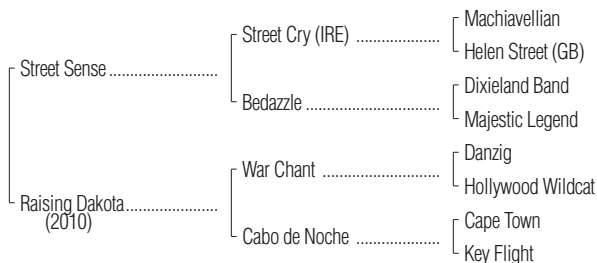 Machiavellian
Street Cry (IRE) ....................
Helen Street (GB)
Street Sense ..........................
Dixieland Band
Bedazzle ................................
Majestic Legend
Danzig
War Chant ............................
Hollywood Wildcat
Raising Dakota ......................
(2010)
Cape Town
Cabo de Noche ....................
Key Flight